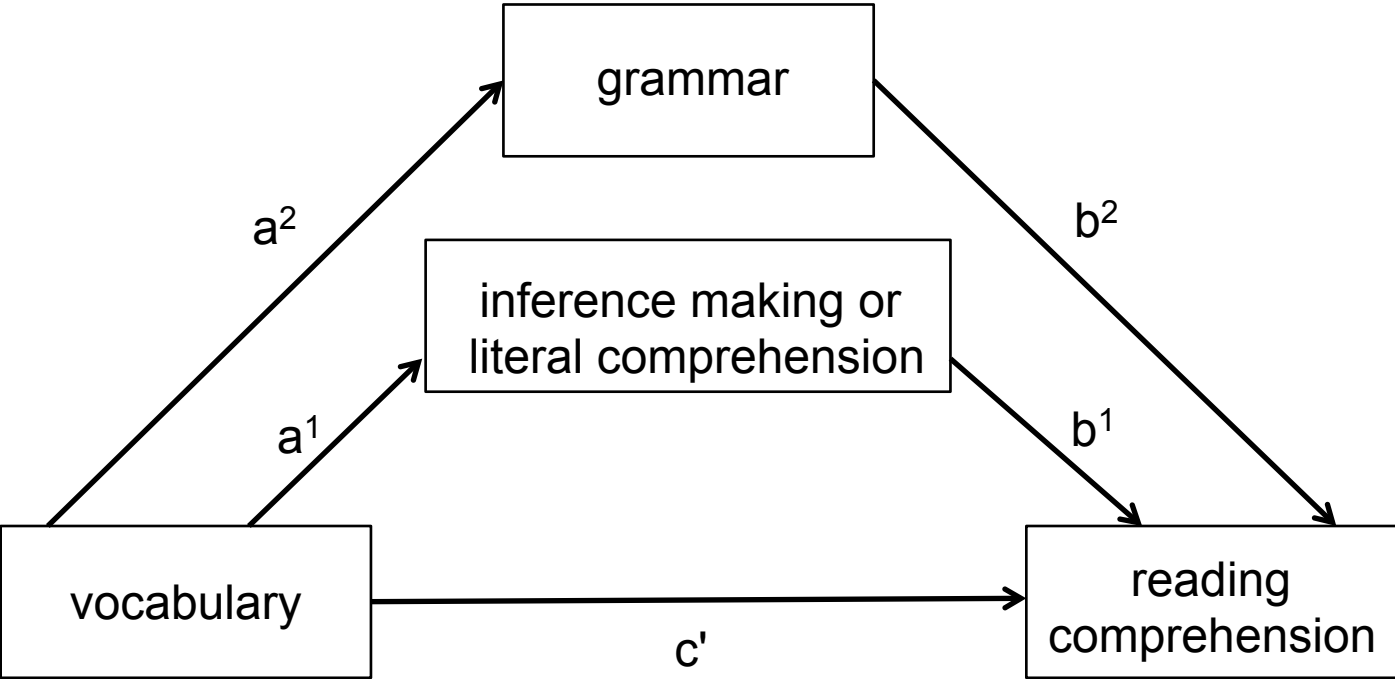 grammar
a²
b²
inference making or
literal comprehension
a¹
b¹
vocabulary
reading
comprehension
c'